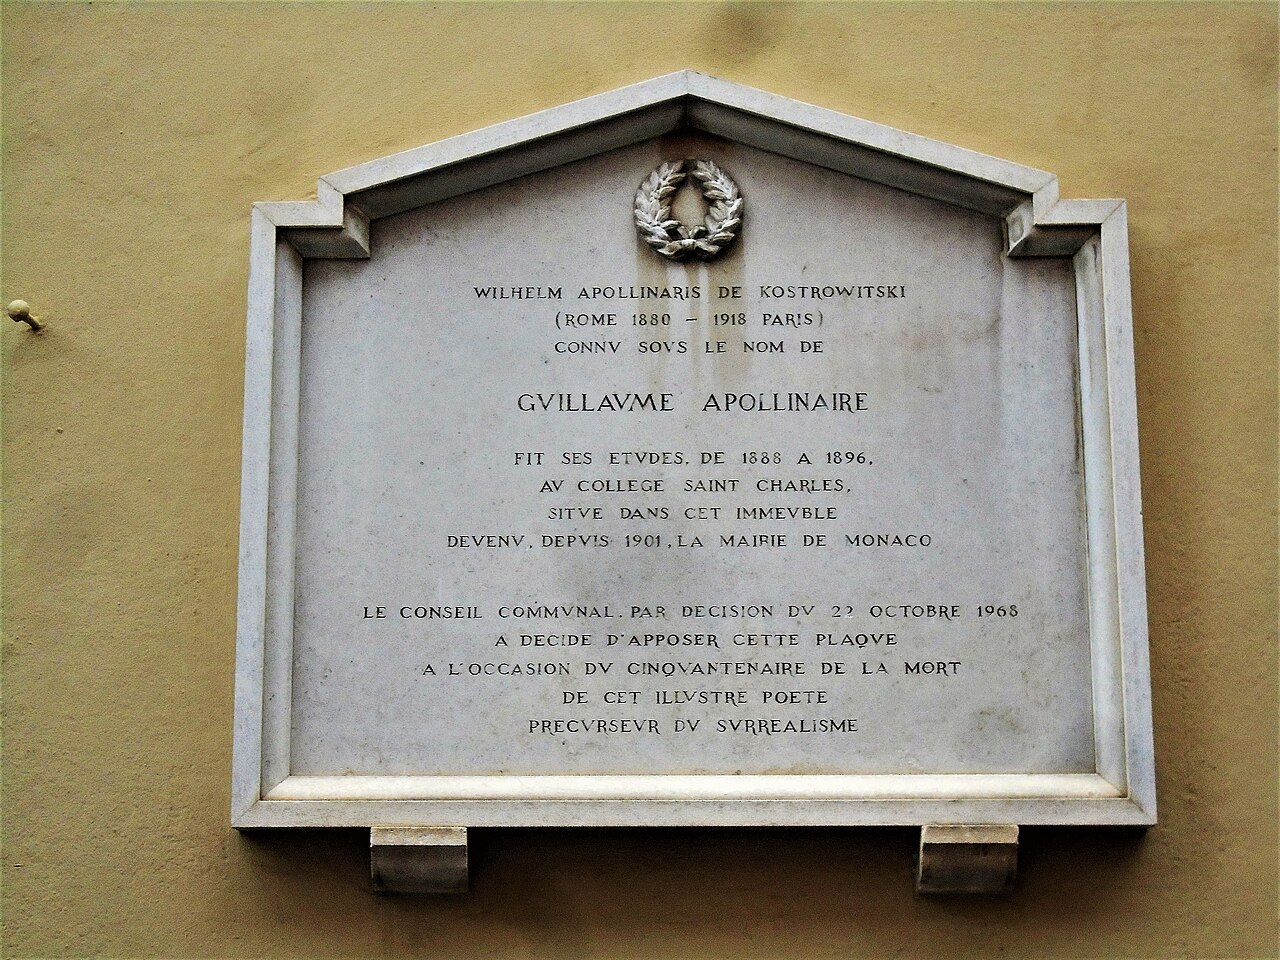 WILHELM APOLLINARIS DE KOSTROWITSKI
(ROME 1880 – 1918 PARIS)
CONNV SOVS LE NOM DE
GVILLAVME APOLLINAIRE
FIT SES ETVDES, DE 1888 A 1896,
AV COLLEGE SAINT CHARLES,
SITVE DANS CET IMMEVBLE
DEVENV, DEPVIS 1901, LA MAIRIE DE MONACO
LE CONSEIL COMMVNAL, PAR DECISION DV 22 OCTOBRE 1968
A DECIDE D'APPOSER CETTE PLAQVE
A L'OCCASION DV CINQVANTENAIRE DE LA MORT
DE CET ILLVSTRE POETE
PRECVRSEVR DV SVRREALISME